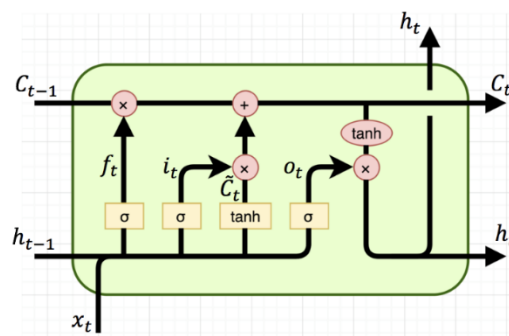 h_t
C_{t-1} × + C_t
tanh
f_t i_t × C̃_t o_t ×
σ σ tanh σ
h_{t-1} h
x_t